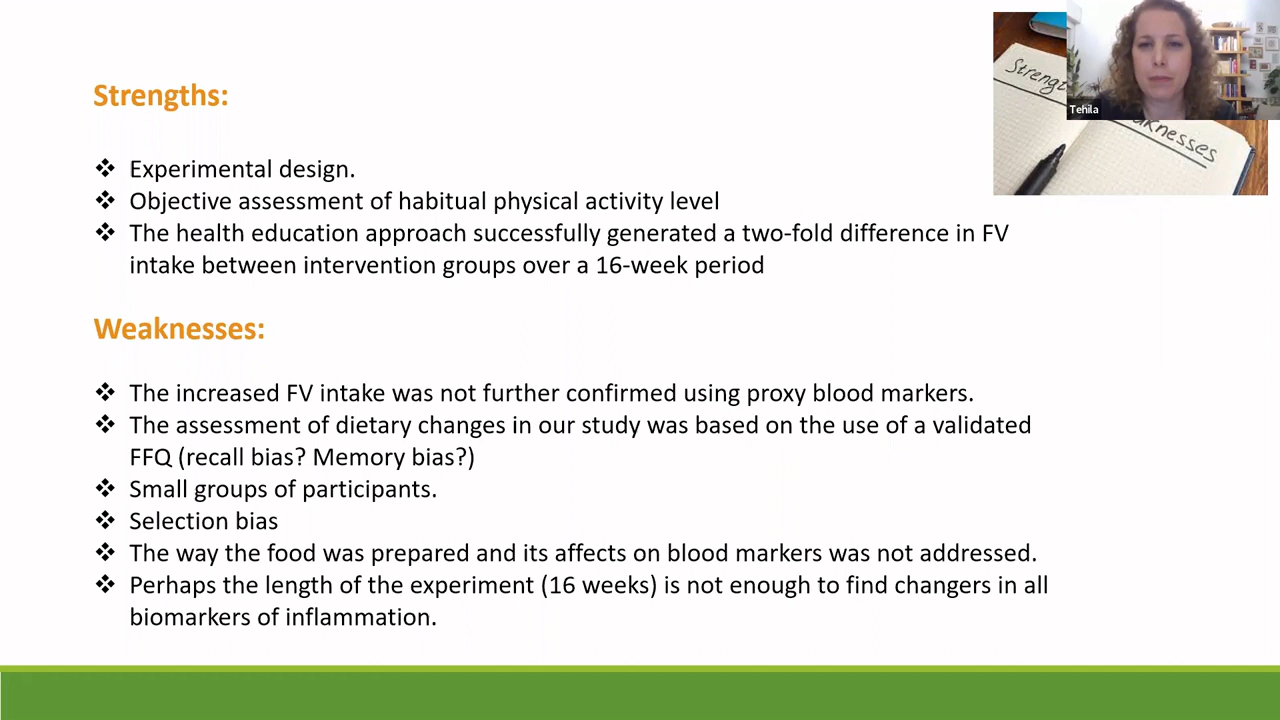 Strengths:
❖ Experimental design.
❖ Objective assessment of habitual physical activity level
❖ The health education approach successfully generated a two-fold difference in FV
intake between intervention groups over a 16-week period
Weaknesses:
❖ The increased FV intake was not further confirmed using proxy blood markers.
❖ The assessment of dietary changes in our study was based on the use of a validated
FFQ (recall bias? Memory bias?)
❖ Small groups of participants.
❖ Selection bias
❖ The way the food was prepared and its affects on blood markers was not addressed.
❖ Perhaps the length of the experiment (16 weeks) is not enough to find changers in all
biomarkers of inflammation.
Tehila